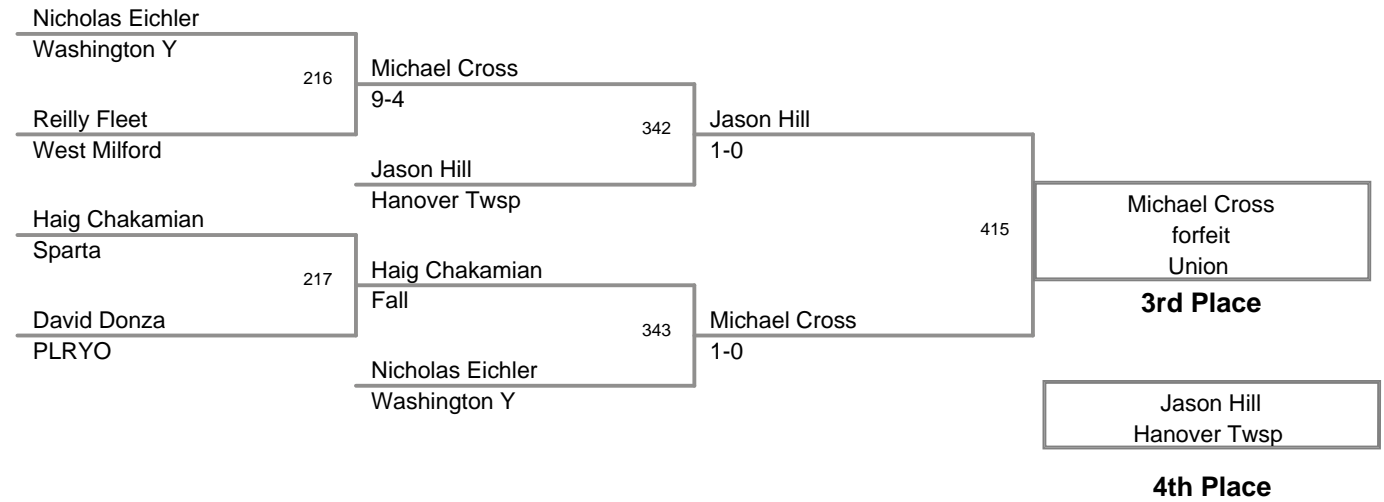 Nicholas Eichler
Washington Y
216
Michael Cross
9-4
Reilly Fleet
West Milford
342
Jason Hill
1-0
Jason Hill
Hanover Twsp
Haig Chakamian
Sparta
415
Michael Cross
forfeit
Union
3rd Place
217
Haig Chakamian
Fall
David Donza
PLRYO
343
Michael Cross
1-0
Nicholas Eichler
Washington Y
Jason Hill
Hanover Twsp
4th Place